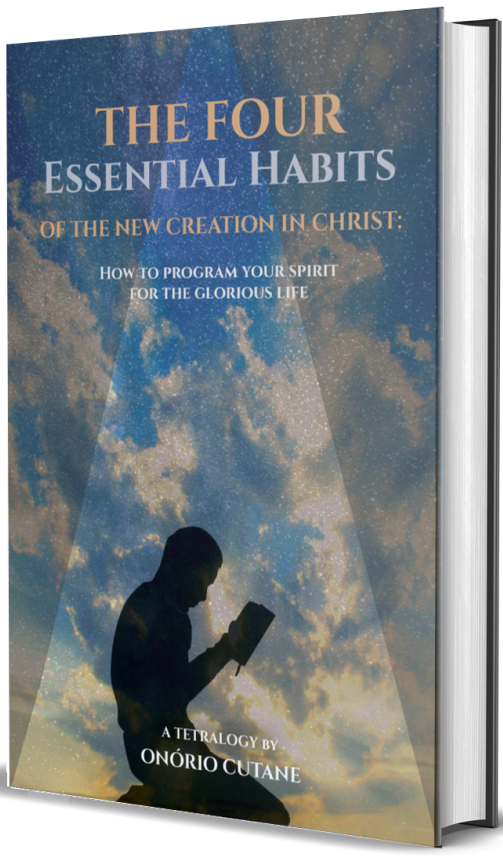 THE FOUR
ESSENTIAL HABITS
OF THE NEW CREATION IN CHRIST:
HOW TO PROGRAM YOUR SPIRIT
FOR THE GLORIOUS LIFE
A TETRALOGY BY
ONÓRIO CUTANE